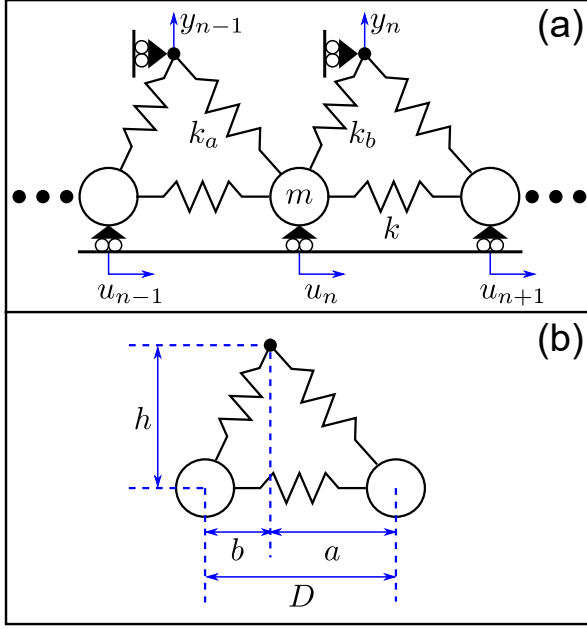 (a)
y_{n-1} y_n
k_a k_b
m
k
u_{n-1} u_n u_{n+1}
(b)
h
b a
D